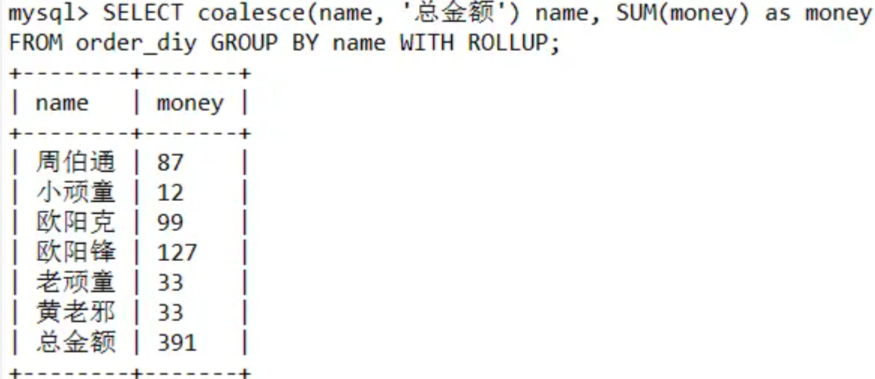 mysql> SELECT coalesce(name, '总金额') name, SUM(money) as money
FROM order_diy GROUP BY name WITH ROLLUP;
+--------+-------+
| name   | money |
+--------+-------+
| 周伯通 | 87    |
| 小顽童 | 12    |
| 欧阳克 | 99    |
| 欧阳锋 | 127   |
| 老顽童 | 33    |
| 黄老邪 | 33    |
| 总金额 | 391   |
+--------+-------+